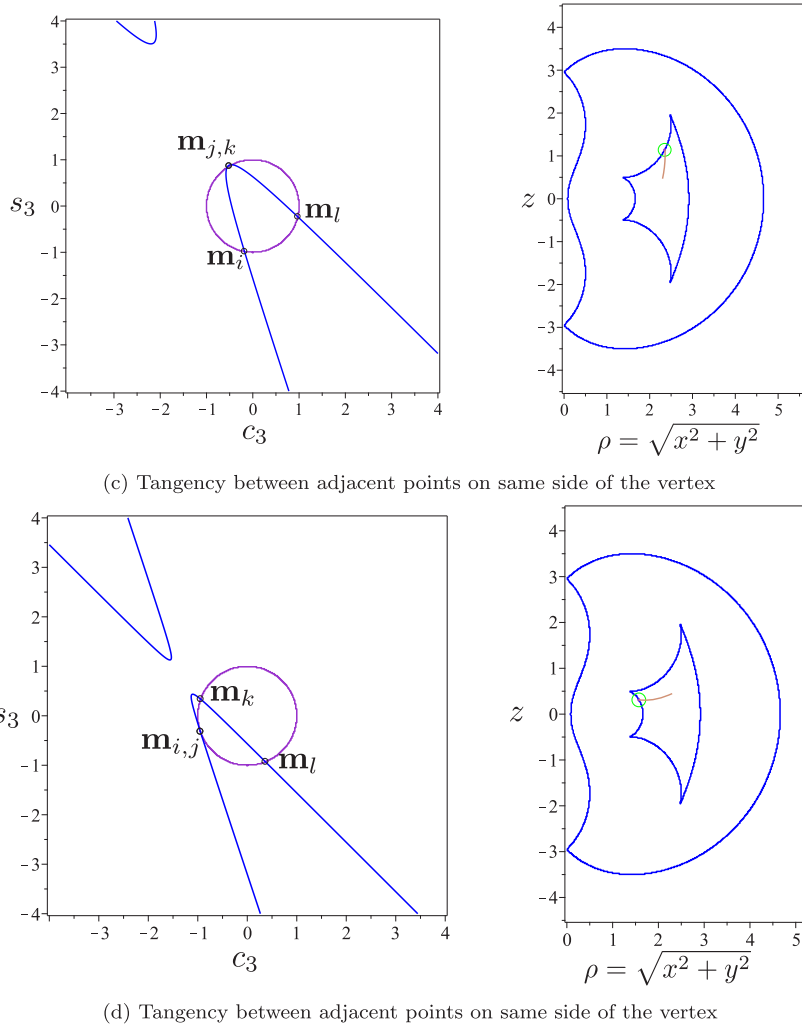 4
3
2
1
0
−1
−2
−3
−4
s₃
−3 −2 −1 0 1 2 3 4
c₃
m_{j,k}
m_l
m_i
4
3
2
1
z 0
−1
−2
−3
−4
0 1 2 3 4 5
ρ = √(x² + y²)
(c) Tangency between adjacent points on same side of the vertex
4
3
2
1
s₃ 0
−1
−2
−3
−4
−3 −2 −1 0 1 2 3 4
c₃
m_k
m_{i,j}
m_l
4
3
2
1
z 0
−1
−2
−3
−4
0 1 2 3 4 5
ρ = √(x² + y²)
(d) Tangency between adjacent points on same side of the vertex